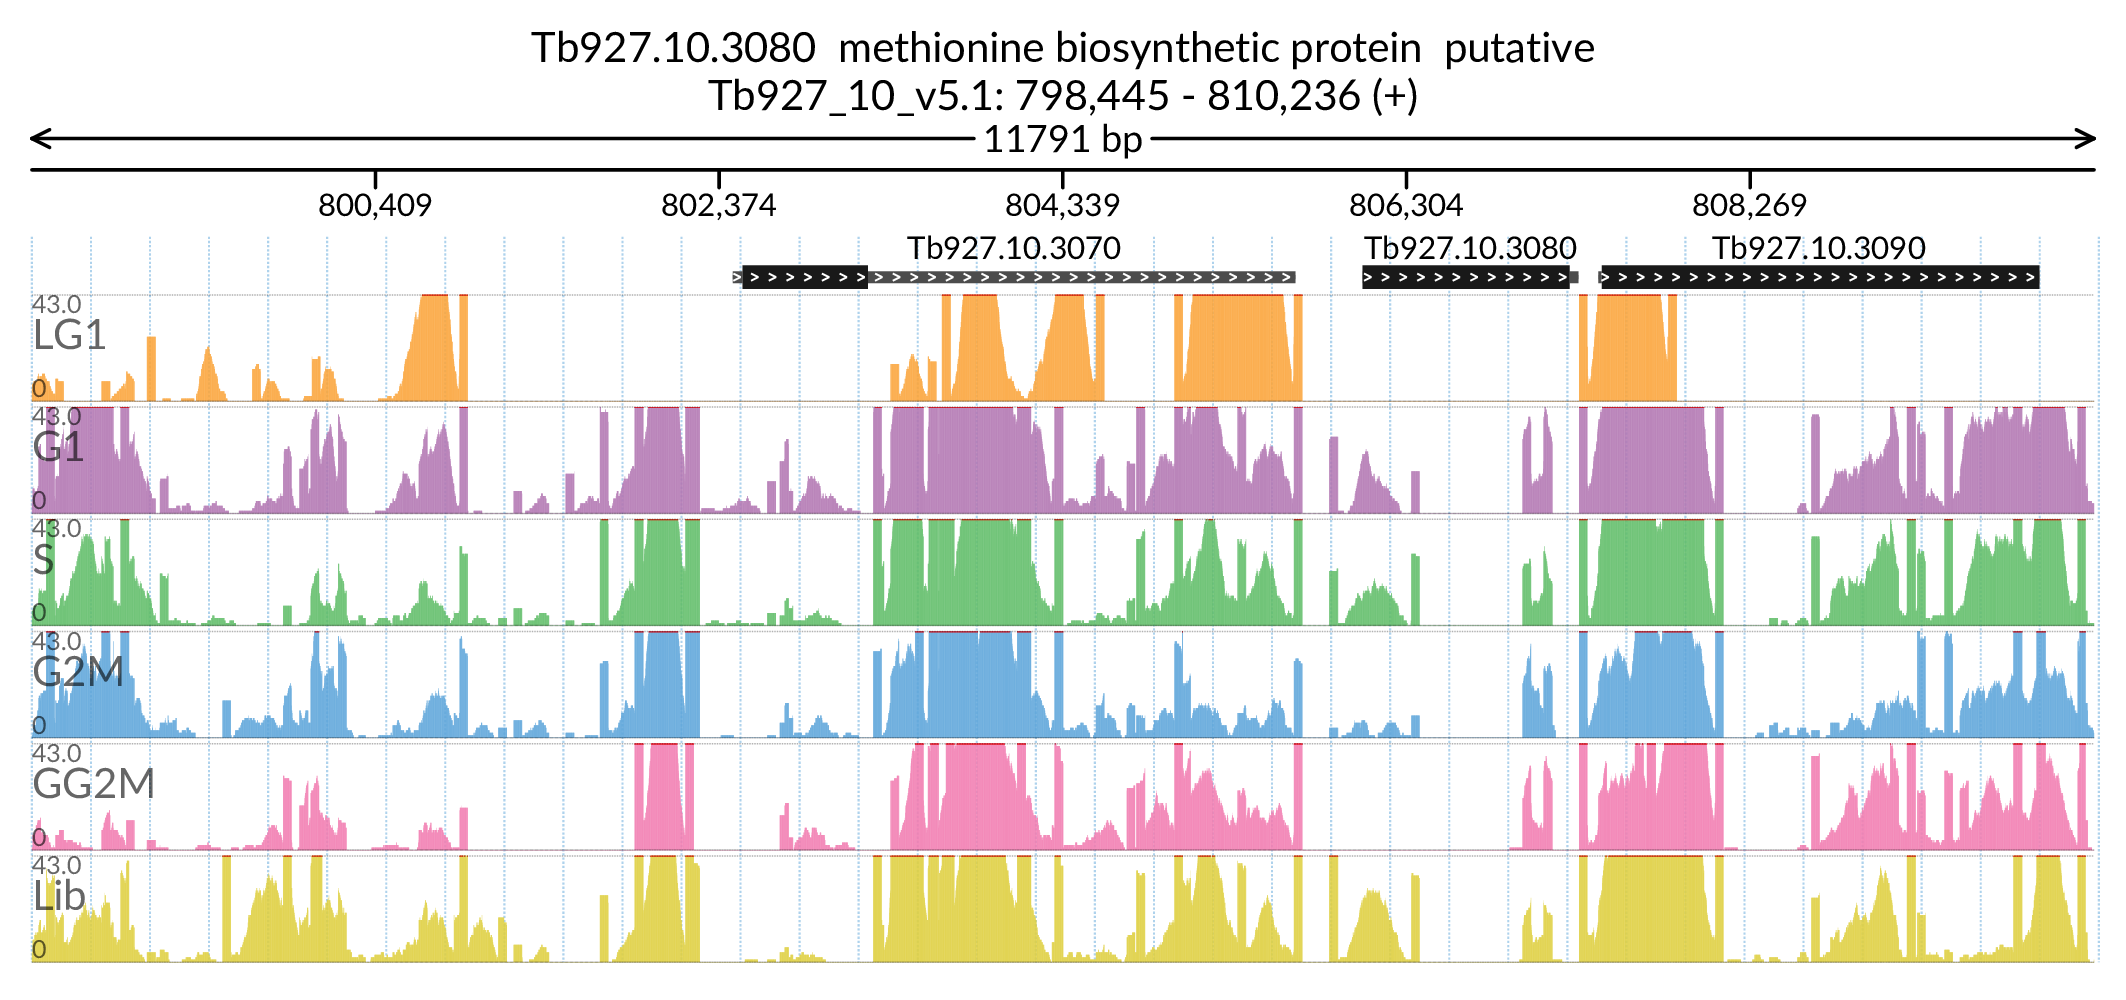 Tb927.10.3080  methionine biosynthetic protein  putative
Tb927_10_v5.1: 798,445 - 810,236 (+)
11791 bp
800,409 802,374 804,339 806,304 808,269
Tb927.10.3070 Tb927.10.3080 Tb927.10.3090
43.0
LG1
0
43.0
G1
0
43.0
S
0
43.0
G2M
0
43.0
GG2M
0
43.0
Lib
0